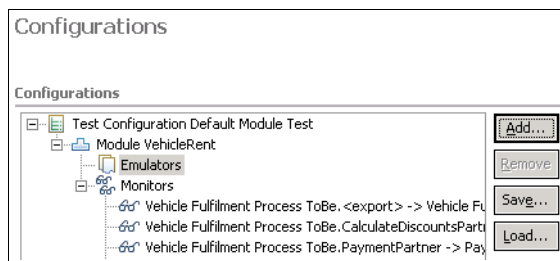 Configurations
Configurations
Test Configuration Default Module Test
Module VehicleRent
Emulators
Monitors
Vehicle Fulfilment Process ToBe.<export> -> Vehicle Fu
Vehicle Fulfilment Process ToBe.CalculateDiscountsPart
Vehicle Fulfilment Process ToBe.PaymentPartner -> Pay
Add...
Remove
Save...
Load...